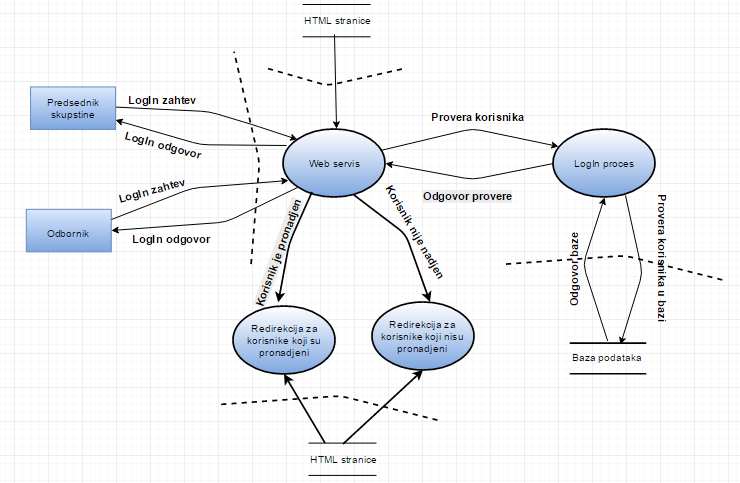 HTML stranice
Predsednik
skupstine
LogIn zahtev
LogIn odgovor
Provera korisnika
Web servis
LogIn proces
Odgovor provere
LogIn zahtev
Odbornik
LogIn odgovor
Korisnik je pronadjen
Korisnik nije nadjen
Odgovor baze
Provera korisnika u bazi
Redirekcija za
korisnike koji su
pronadjeni
Redirekcija za
korisnike koji nisu
pronadjeni
Baza podataka
HTML stranice